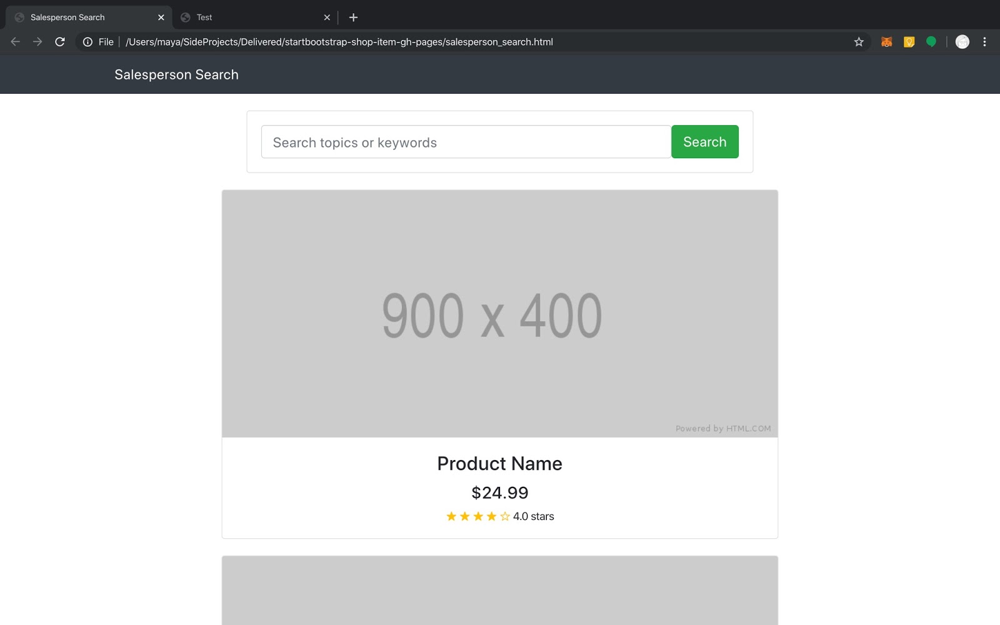 Salesperson Search
Test
File
/Users/maya/SideProjects/Delivered/startbootstrap-shop-item-gh-pages/salesperson_search.html
Salesperson Search
Search topics or keywords
Search
900 x 400
Powered by HTML.COM
Product Name
$24.99
★ ★ ★ ★ ☆ 4.0 stars